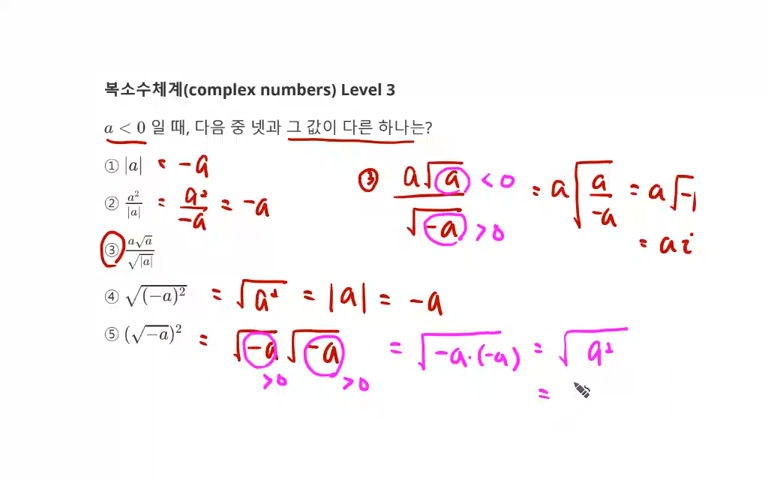 복소수체계(complex numbers) Level 3
a < 0 일 때, 다음 중 넷과 그 값이 다른 하나는?
① |a| = -a
② a²/|a| = a²/-a = -a
③ a√a/√|a|
③ a√a/√-a = a√(a/-a) = a√-1
< 0
> 0
= ai
④ √(-a)² = √a² = |a| = -a
⑤ (√-a)² = √-a √-a = √-a·(-a) = √a²
>0 >0
=